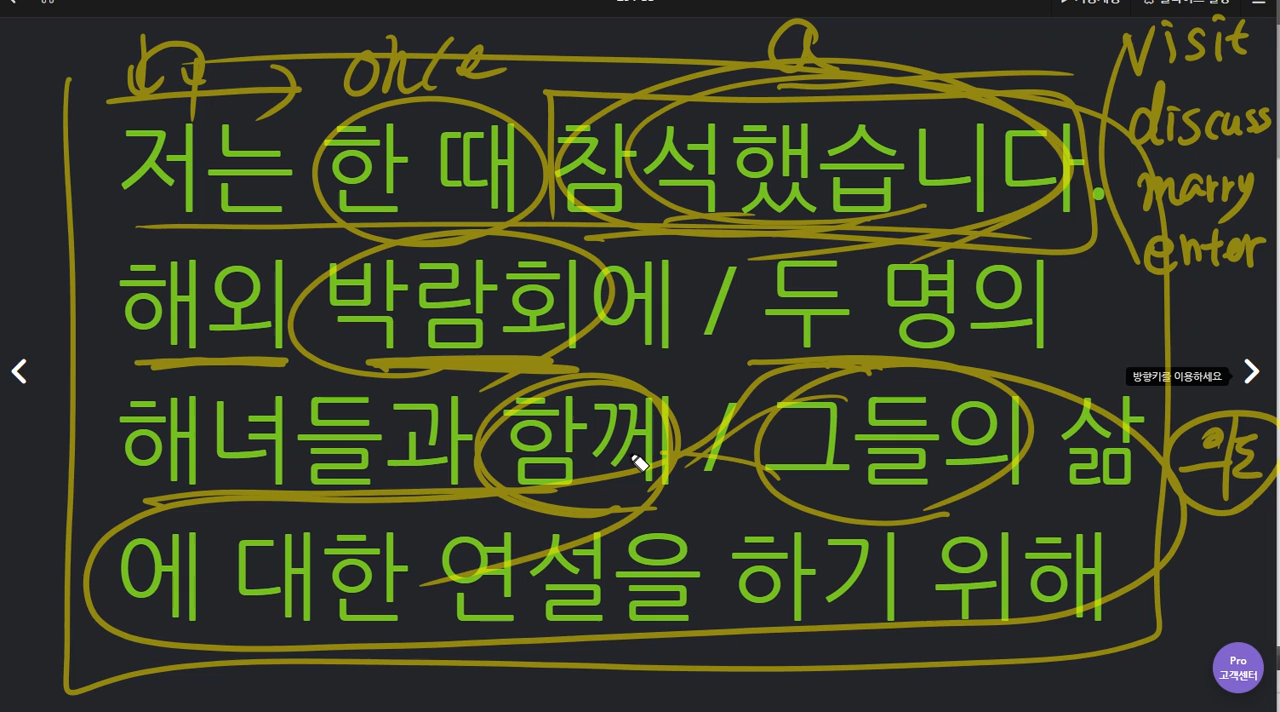 once
visit
discuss
marry
enter
저는 한 때 참석했습니다.
해외 박람회에 / 두 명의
방향키를 이용하세요
해녀들과 함께 / 그들의 삶
에 대한 연설을 하기 위해
Pro
고객센터